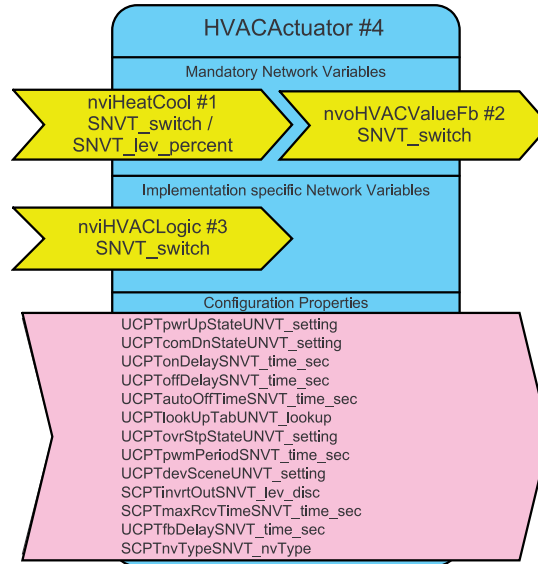 HVACActuator #4
Mandatory Network Variables
nviHeatCool #1
SNVT_switch /
SNVT_lev_percent
nvoHVACValueFb #2
SNVT_switch
Implementation specific Network Variables
nviHVACLogic #3
SNVT_switch
Configuration Properties
UCPTpwrUpStateUNVT_setting
UCPTcomDnStateUNVT_setting
UCPTonDelaySNVT_time_sec
UCPToffDelaySNVT_time_sec
UCPTautoOffTimeSNVT_time_sec
UCPTlookUpTabUNVT_lookup
UCPTovrStpStateUNVT_setting
UCPTpwmPeriodSNVT_time_sec
UCPTdevSceneUNVT_setting
SCPTinvrtOutSNVT_lev_disc
SCPTmaxRcvTimeSNVT_time_sec
UCPTfbDelaySNVT_time_sec
SCPTnvTypeSNVT_nvType